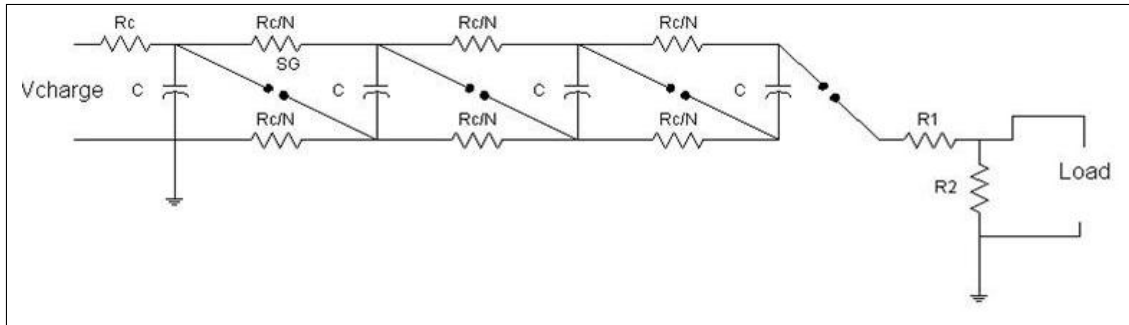 Rc Rc/N Rc/N Rc/N
SG
Vcharge C C C C
Rc/N Rc/N Rc/N R1
R2 Load